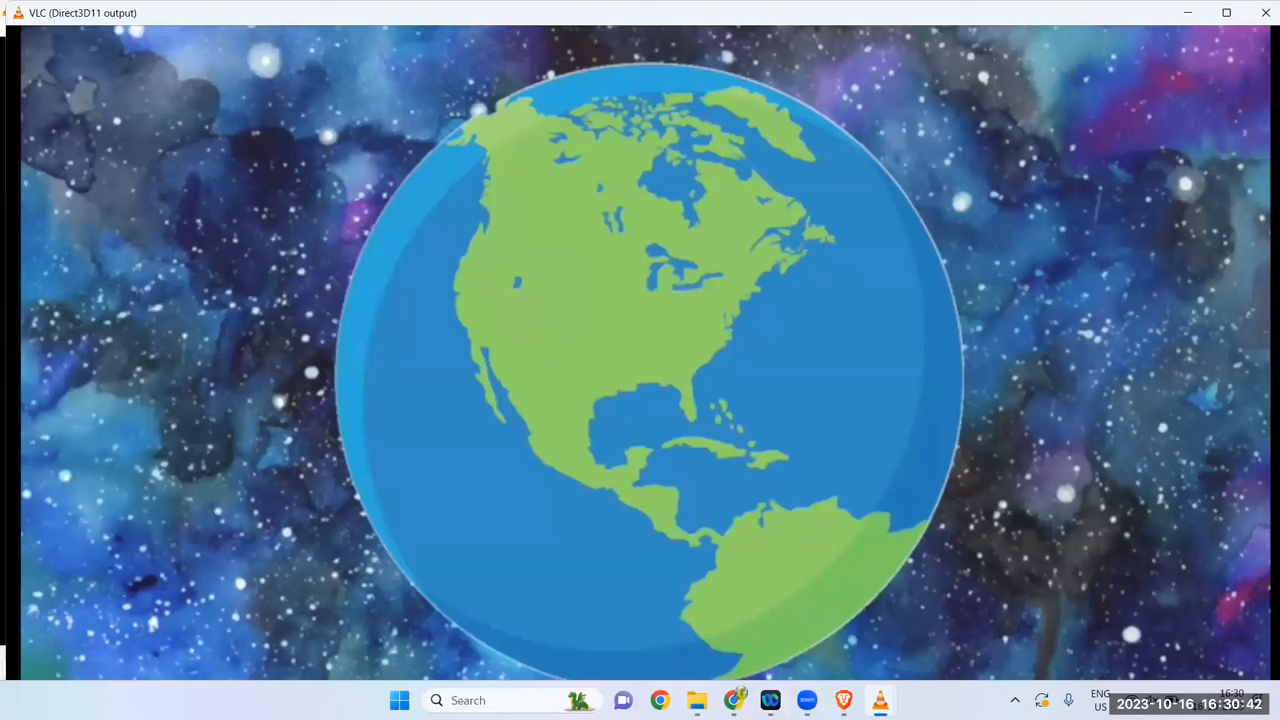 VLC (Direct3D11 output)
Search
ENG
US
16:30
2023-10-16 16:30:42